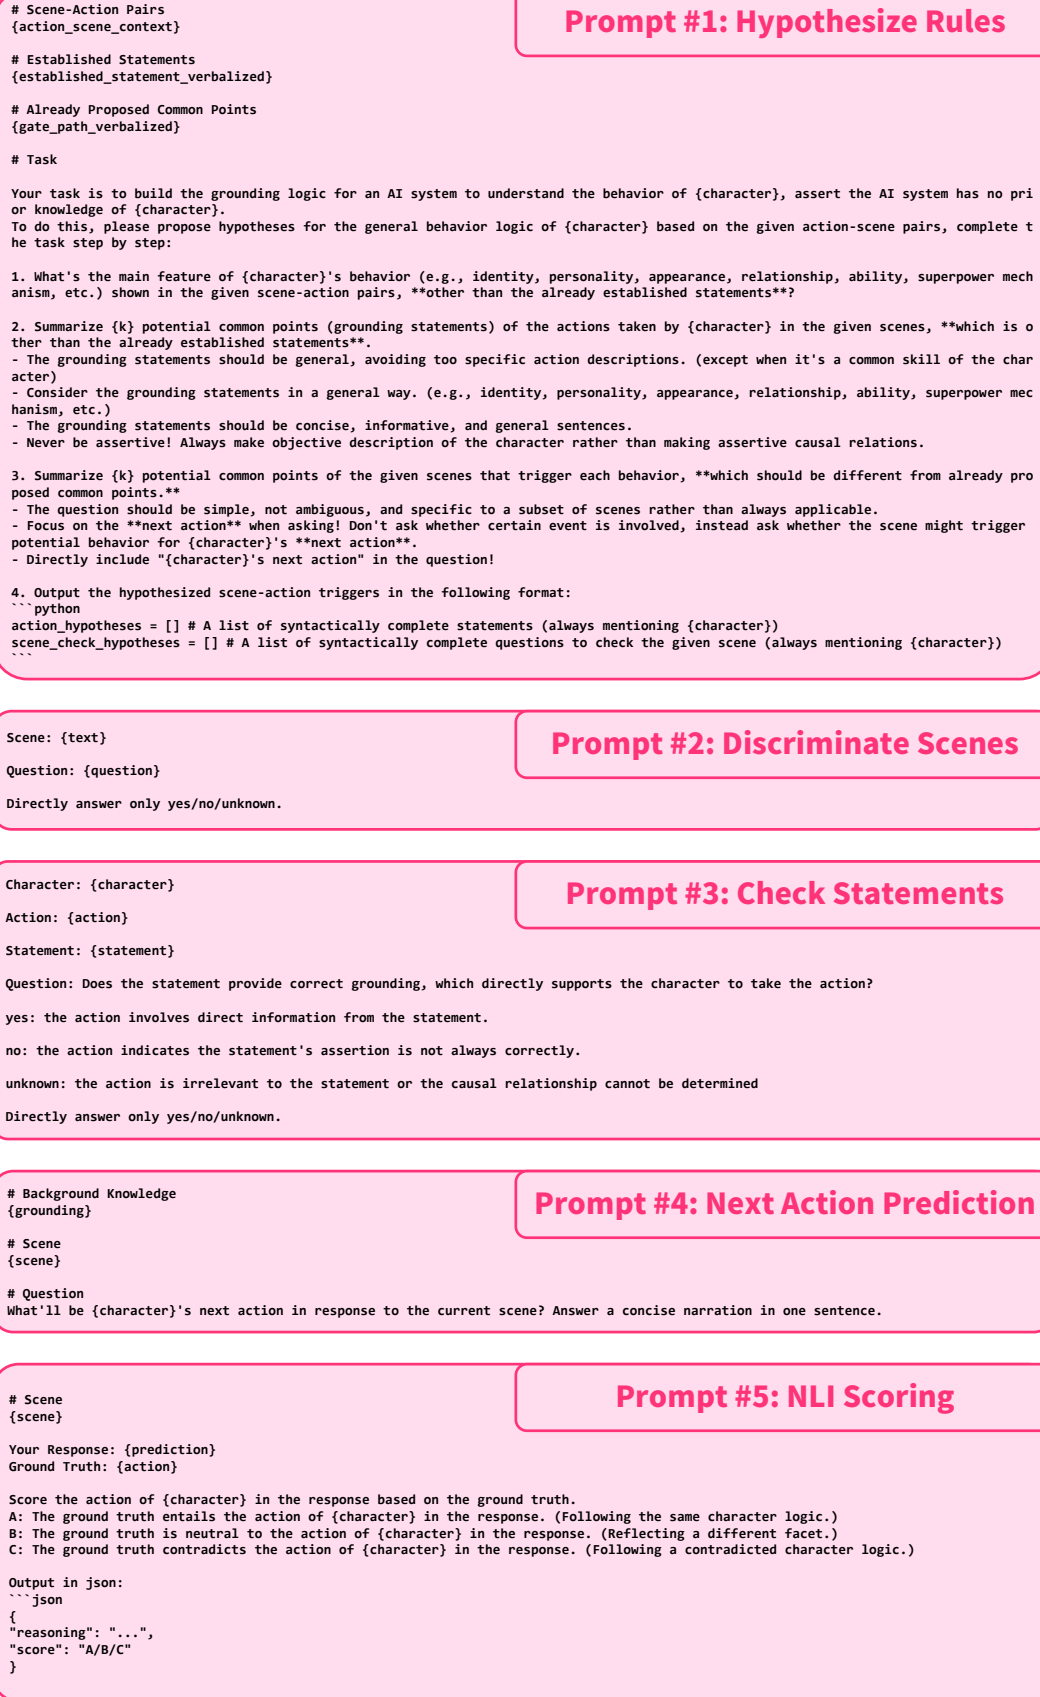 # Scene-Action Pairs
Prompt #1: Hypothesize Rules
{action_scene_context}
# Established Statements
{established_statement_verbalized}
# Already Proposed Common Points
{gate_path_verbalized}
# Task
Your task is to build the grounding logic for an AI system to understand the behavior of {character}, assert the AI system has no pri
or knowledge of {character}.
To do this, please propose hypotheses for the general behavior logic of {character} based on the given action-scene pairs, complete t
he task step by step:
1. What's the main feature of {character}'s behavior (e.g., identity, personality, appearance, relationship, ability, superpower mech
anism, etc.) shown in the given scene-action pairs, **other than the already established statements**?
2. Summarize {k} potential common points (grounding statements) of the actions taken by {character} in the given scenes, **which is o
ther than the already established statements**.
- The grounding statements should be general, avoiding too specific action descriptions. (except when it's a common skill of the char
acter)
- Consider the grounding statements in a general way. (e.g., identity, personality, appearance, relationship, ability, superpower mec
hanism, etc.)
- The grounding statements should be concise, informative, and general sentences.
- Never be assertive! Always make objective description of the character rather than making assertive causal relations.
3. Summarize {k} potential common points of the given scenes that trigger each behavior, **which should be different from already pro
posed common points.**
- The question should be simple, not ambiguous, and specific to a subset of scenes rather than always applicable.
- Focus on the **next action** when asking! Don't ask whether certain event is involved, instead ask whether the scene might trigger
potential behavior for {character}'s **next action**.
- Directly include "{character}'s next action" in the question!
4. Output the hypothesized scene-action triggers in the following format:
```python
action_hypotheses = [] # A list of syntactically complete statements (always mentioning {character})
scene_check_hypotheses = [] # A list of syntactically complete questions to check the given scene (always mentioning {character})
```
Prompt #2: Discriminate Scenes
Scene: {text}
Question: {question}
Directly answer only yes/no/unknown.
Prompt #3: Check Statements
Character: {character}
Action: {action}
Statement: {statement}
Question: Does the statement provide correct grounding, which directly supports the character to take the action?
yes: the action involves direct information from the statement.
no: the action indicates the statement's assertion is not always correctly.
unknown: the action is irrelevant to the statement or the causal relationship cannot be determined
Directly answer only yes/no/unknown.
Prompt #4: Next Action Prediction
# Background Knowledge
{grounding}
# Scene
{scene}
# Question
What'll be {character}'s next action in response to the current scene? Answer a concise narration in one sentence.
Prompt #5: NLI Scoring
# Scene
{scene}
Your Response: {prediction}
Ground Truth: {action}
Score the action of {character} in the response based on the ground truth.
A: The ground truth entails the action of {character} in the response. (Following the same character logic.)
B: The ground truth is neutral to the action of {character} in the response. (Reflecting a different facet.)
C: The ground truth contradicts the action of {character} in the response. (Following a contradicted character logic.)
Output in json:
```json
{
"reasoning": "...",
"score": "A/B/C"
}